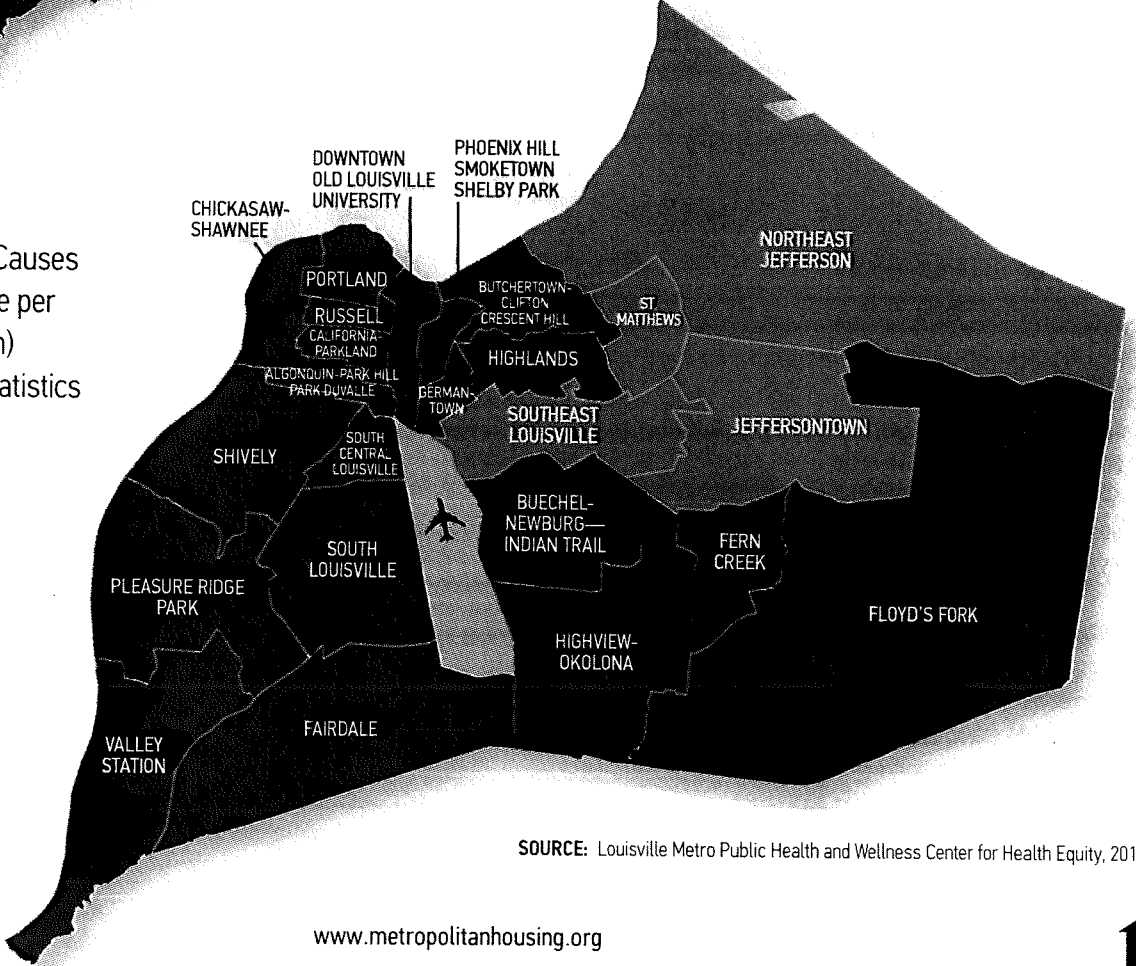 DOWNTOWN
OLD LOUISVILLE
UNIVERSITY
PHOENIX HILL
SMOKETOWN
SHELBY PARK
CHICKASAW-
SHAWNEE
Causes
e per
n)
atistics
PORTLAND
RUSSELL
CALIFORNIA-
PARKLAND
ALGONQUIN-PARK HILL
PARK DUVALLE
BUTCHERTOWN-
CLIFTON
CRESCENT HILL
HIGHLANDS
GERMAN-
TOWN
ST.
MATTHEWS
NORTHEAST
JEFFERSON
SOUTHEAST
LOUISVILLE
JEFFERSONTOWN
SHIVELY
SOUTH
CENTRAL
LOUISVILLE
SOUTH
LOUISVILLE
BUECHEL-
NEWBURG—
INDIAN TRAIL
FERN
CREEK
PLEASURE RIDGE
PARK
FLOYD'S FORK
HIGHVIEW-
OKOLONA
FAIRDALE
VALLEY
STATION
SOURCE: Louisville Metro Public Health and Wellness Center for Health Equity, 201
www.metropolitanhousing.org